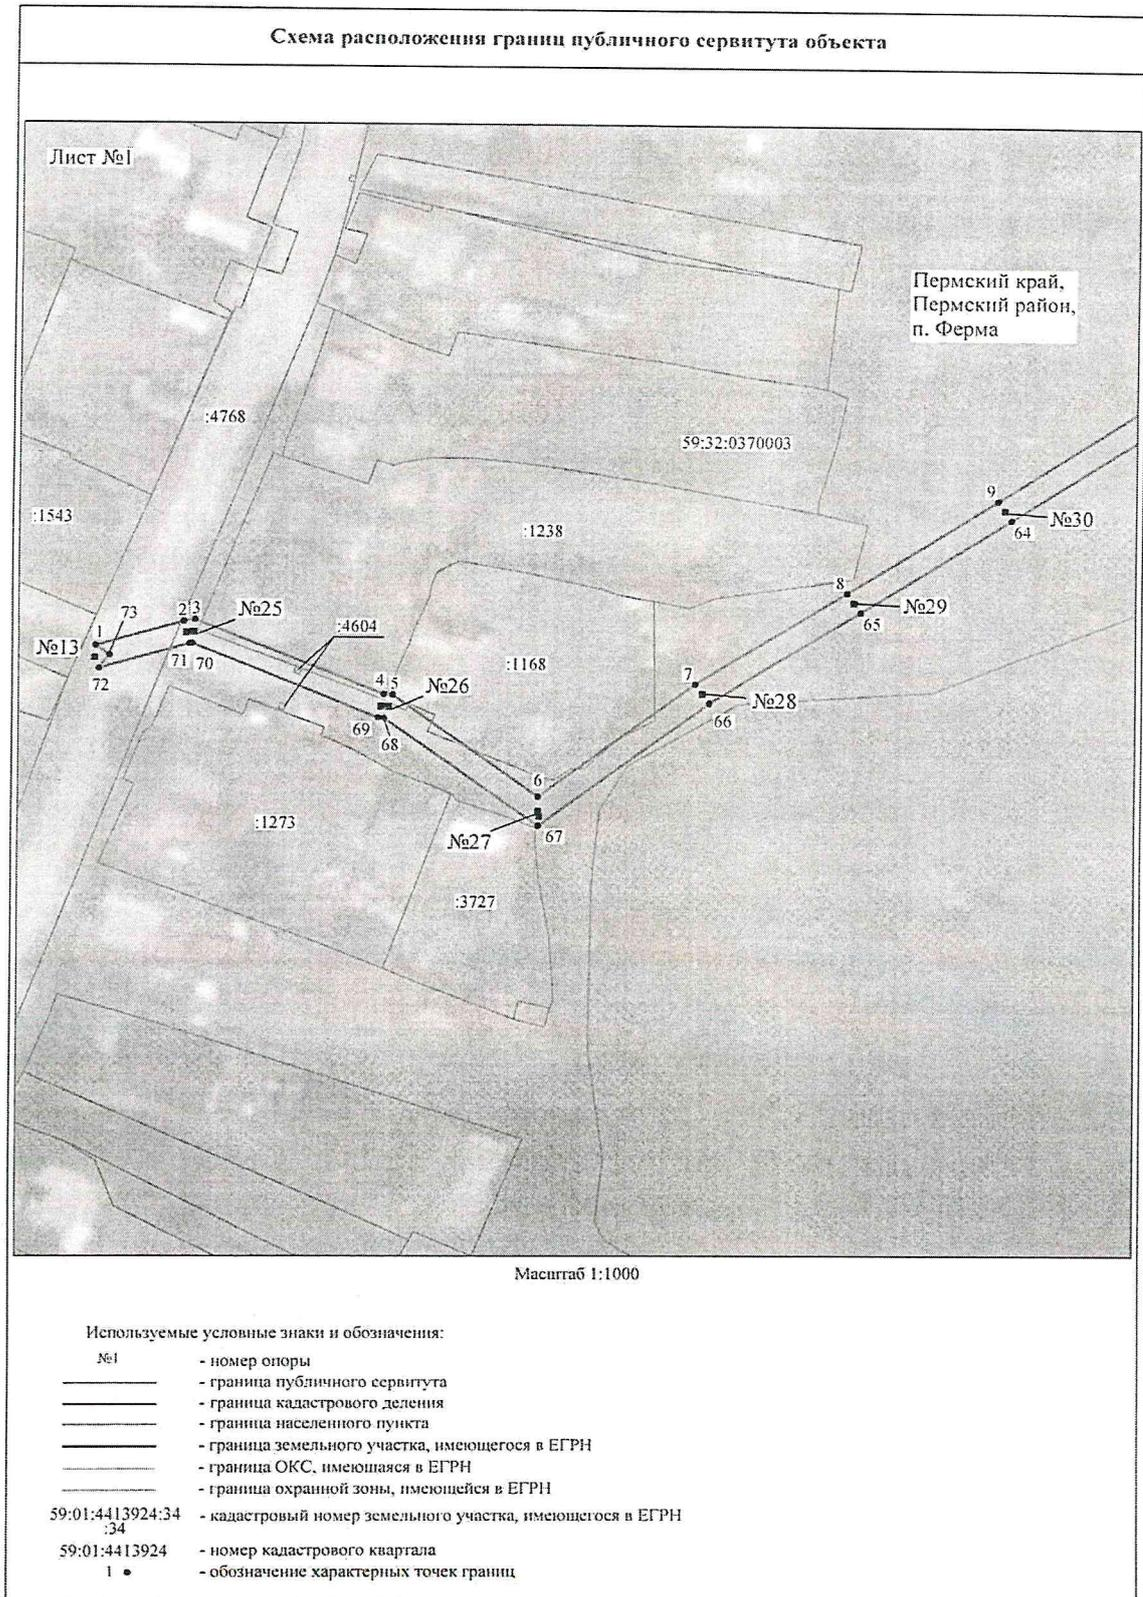 Схема расположения границ публичного сервитута объекта
Лист №1
Пермский край,
Пермский район,
п. Ферма
:4768
59:32:0370003
:1543
:1238
9
№30
64
8
№29
65
73
1
2
3
№25
№13
72
71
70
:4604
:1168
7
№28
66
4
5
№26
69
68
6
№27
67
:1273
:3727
Масштаб 1:1000
Используемые условные знаки и обозначения:
№1 - номер опоры
- граница публичного сервитута
- граница кадастрового деления
- граница населенного пункта
- граница земельного участка, имеющегося в ЕГРН
- граница ОКС, имеющаяся в ЕГРН
- граница охранной зоны, имеющейся в ЕГРН
59:01:4413924:34 - кадастровый номер земельного участка, имеющегося в ЕГРН
:34
59:01:4413924 - номер кадастрового квартала
1 - обозначение характерных точек границ